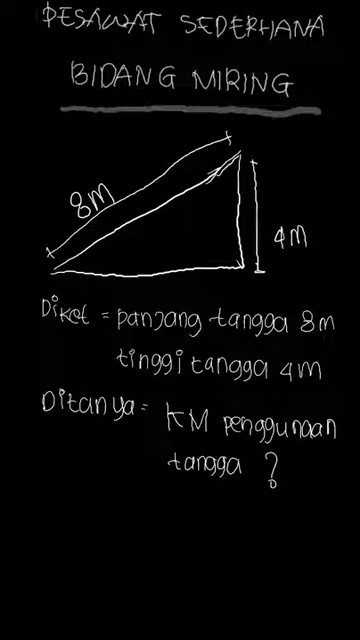 PESAWAT SEDERHANA
BIDANG MIRING
8M
4M
Diket = panjang tangga 8m
tinggi tangga 4m
Ditanya = KM penggunaan
tangga ?